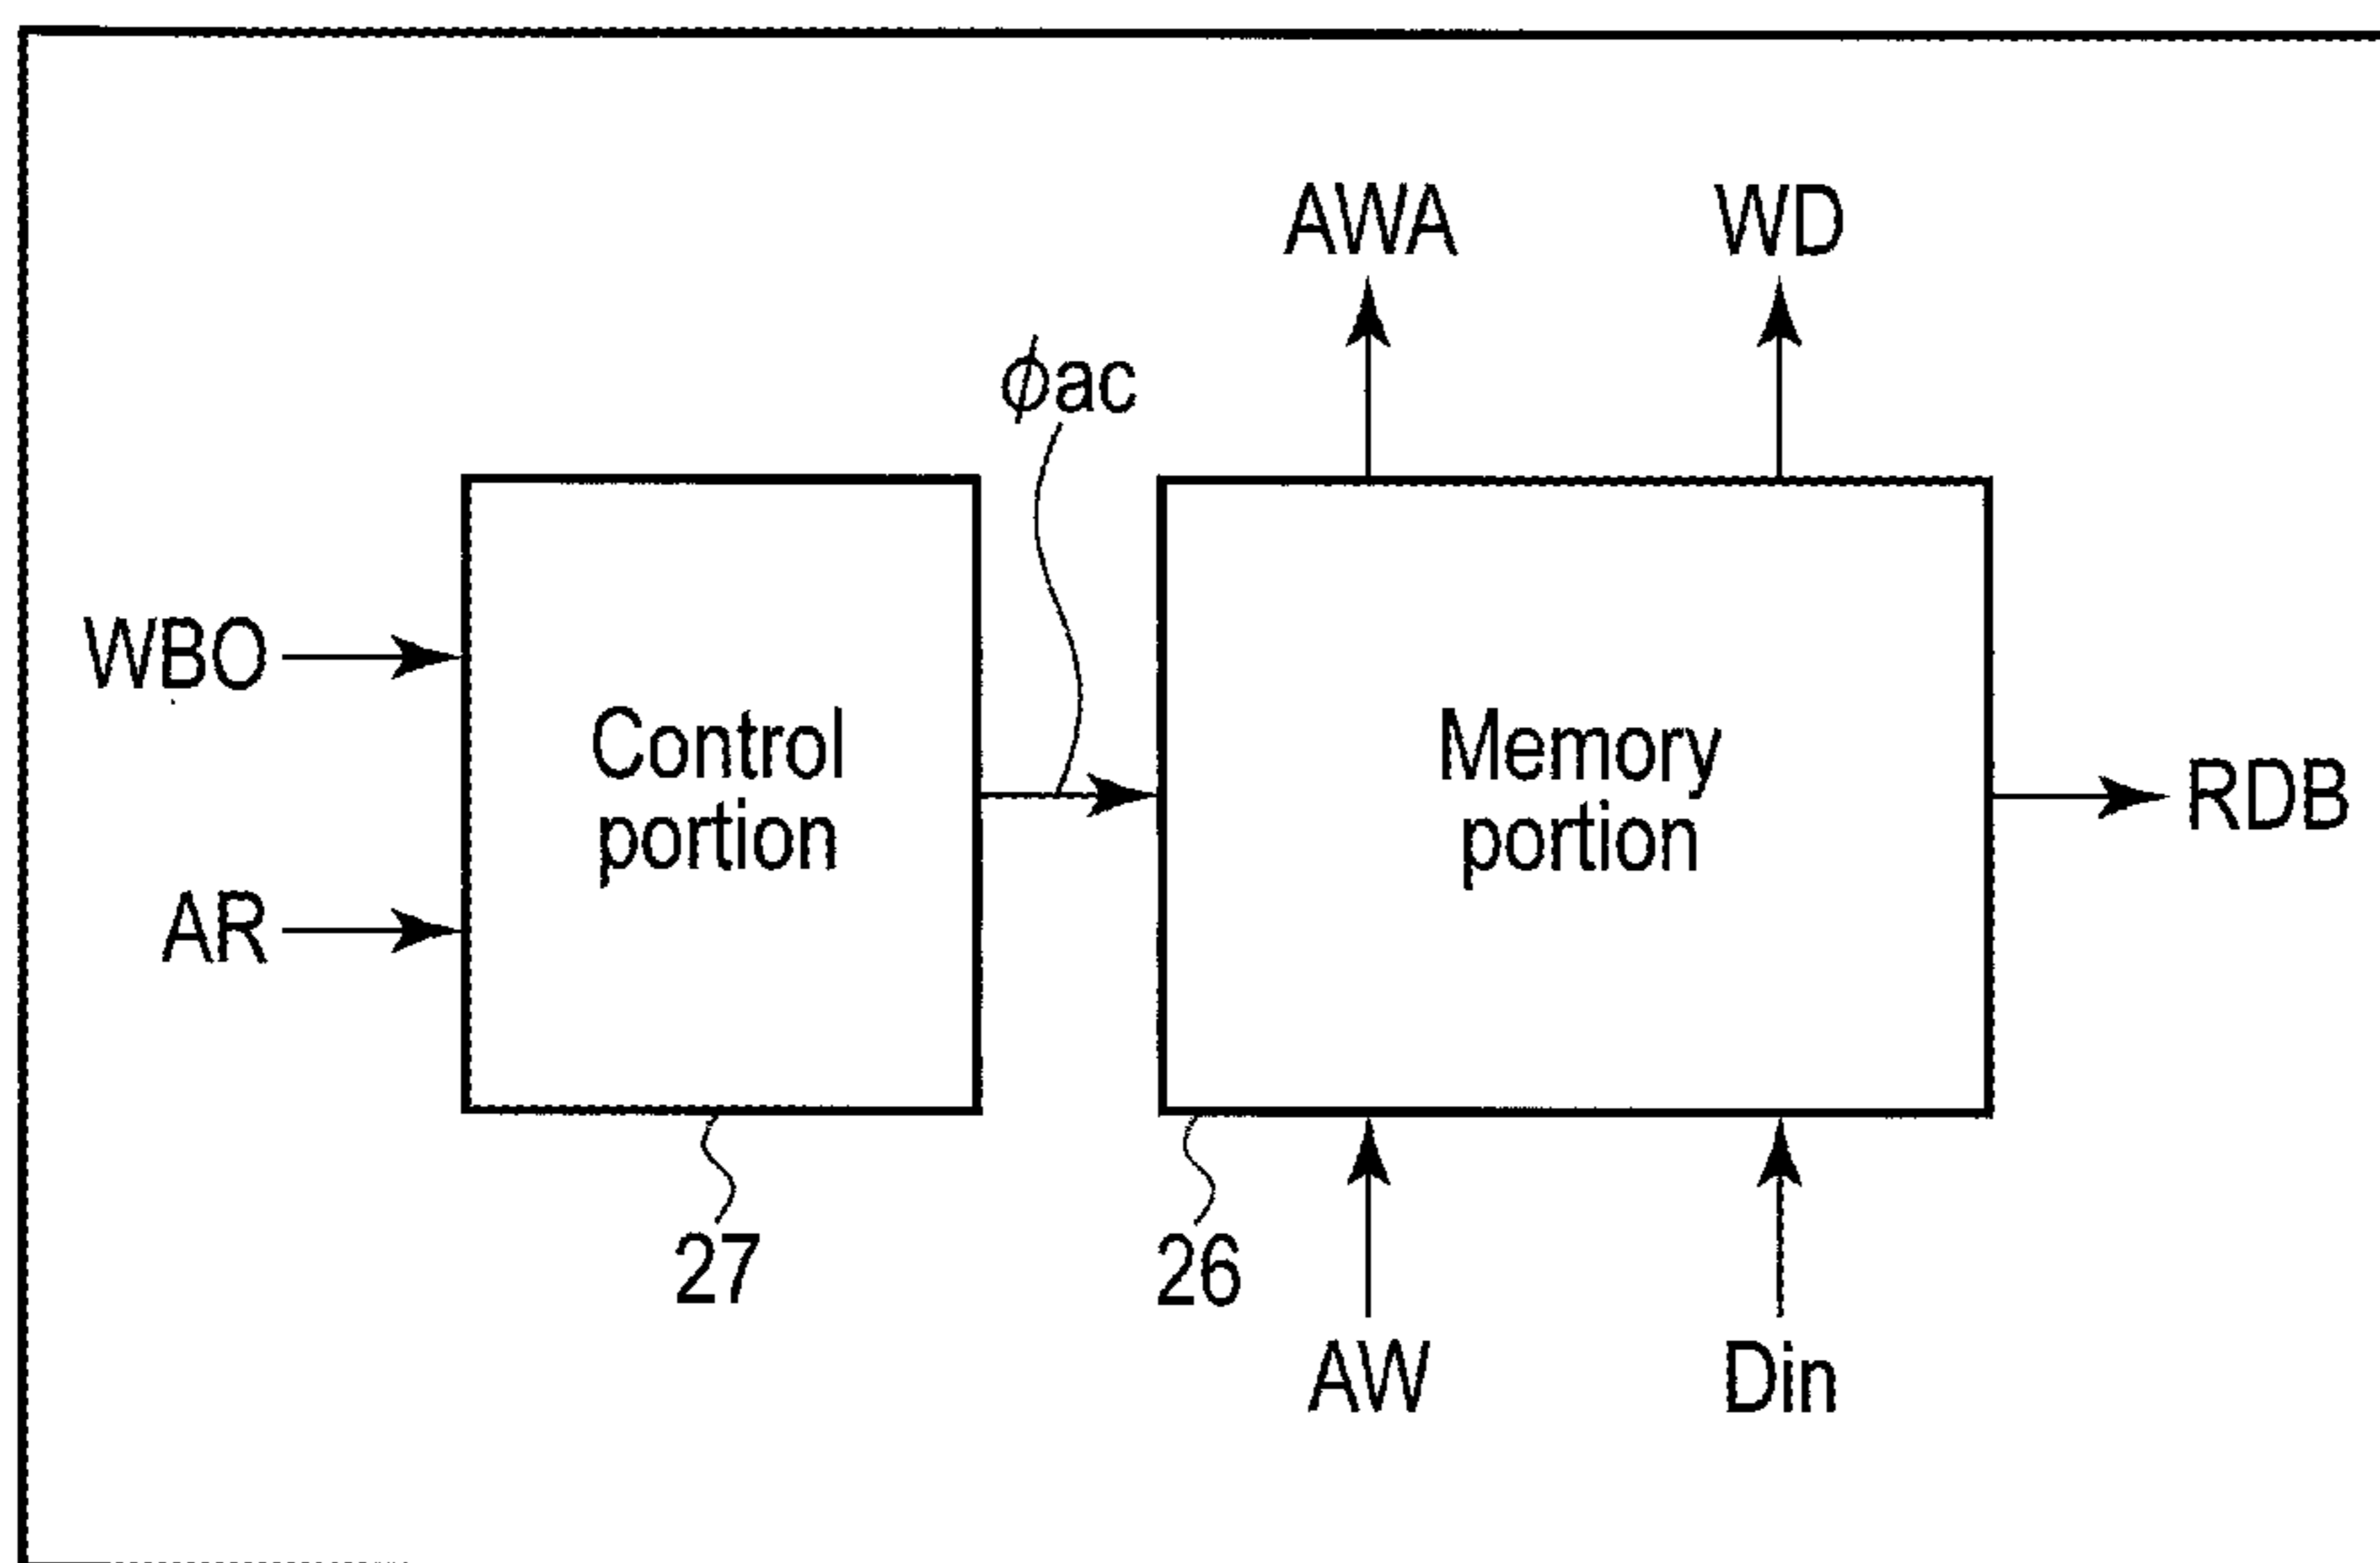 AWA
WD
ϕac
WBO
Control
portion
Memory
portion
RDB
AR
27
26
AW
Din